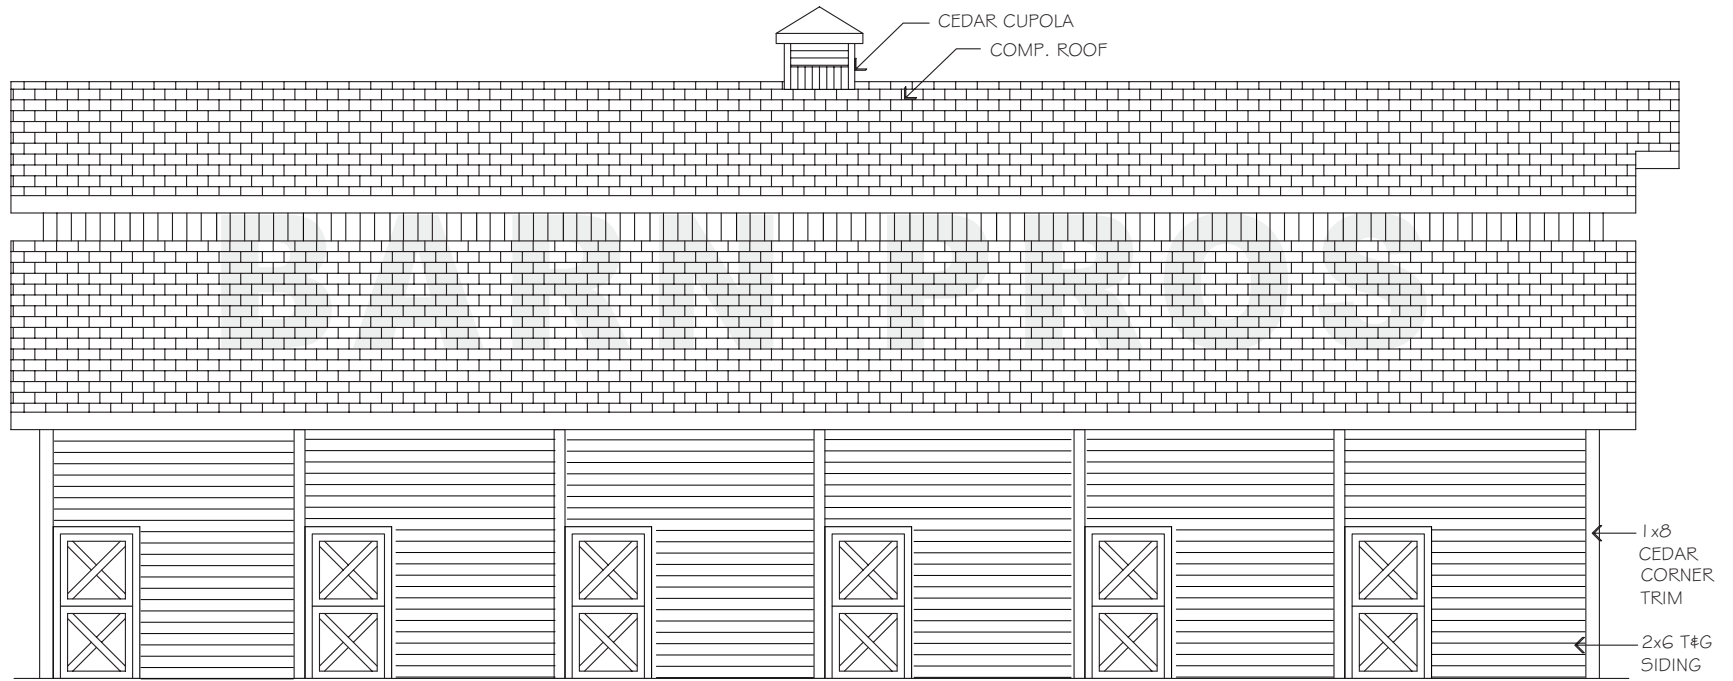 CEDAR CUPOLA
COMP. ROOF
BARN PROS
1x8
CEDAR
CORNER
TRIM
2x6 T&G
SIDING